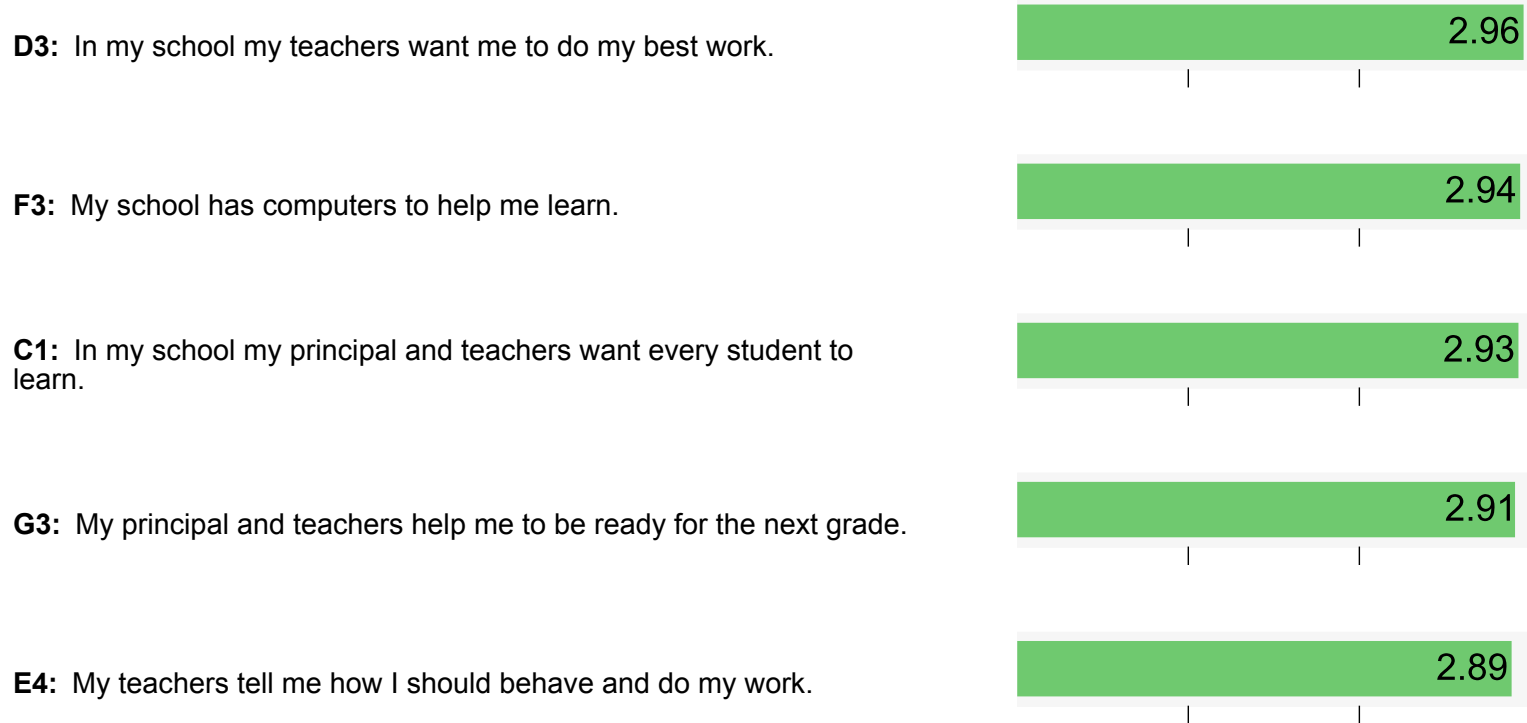 D3: In my school my teachers want me to do my best work.
2.96
F3: My school has computers to help me learn.
2.94
C1: In my school my principal and teachers want every student to
learn.
2.93
G3: My principal and teachers help me to be ready for the next grade.
2.91
E4: My teachers tell me how I should behave and do my work.
2.89